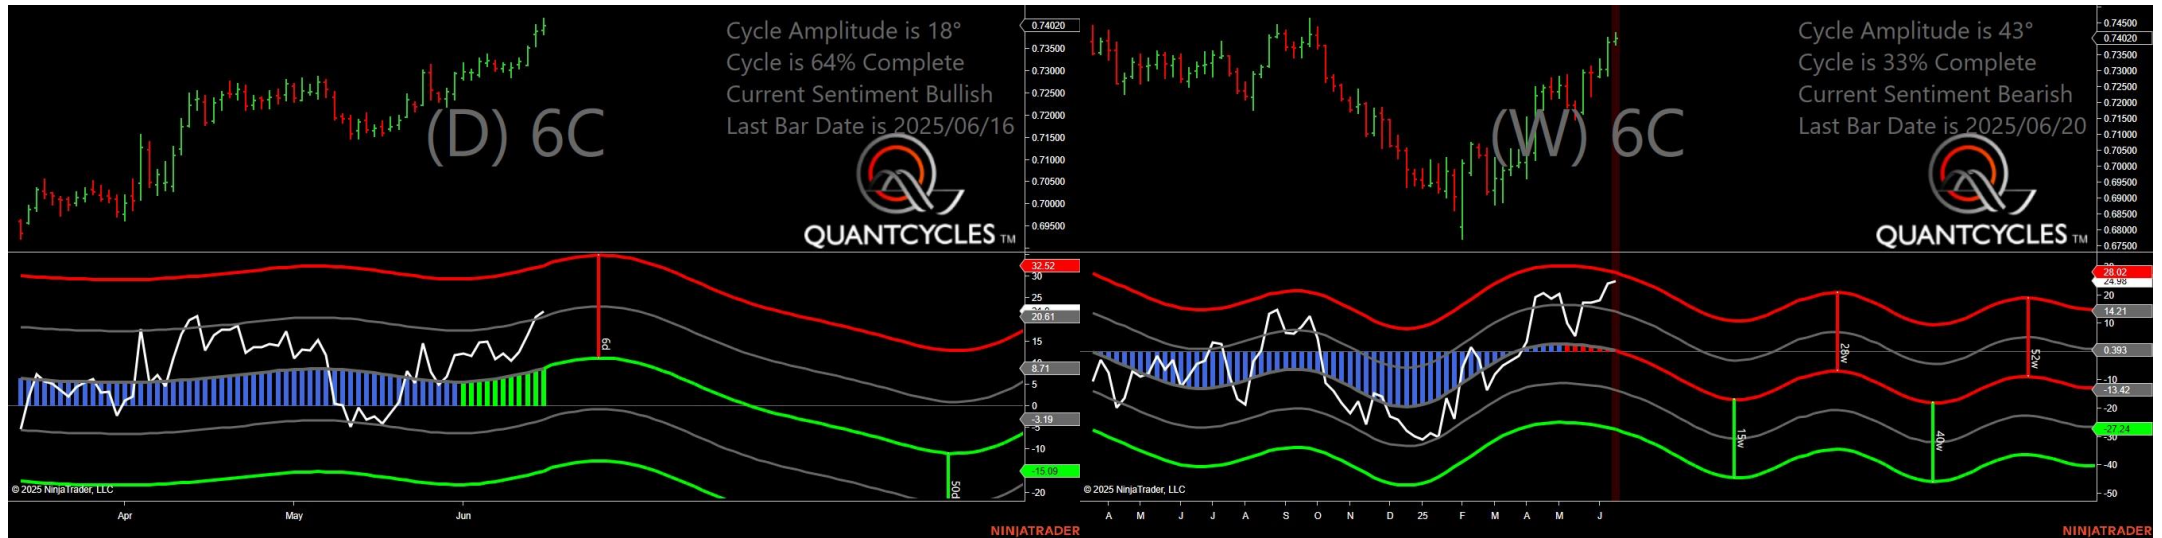 Cycle Amplitude is 18°
Cycle is 64% Complete
Current Sentiment Bullish
Last Bar Date is 2025/06/16
(D) 6C
QUANTCYCLES TM
0.74020
0.73500
0.73000
0.72500
0.72000
0.71500
0.71000
0.70500
0.70000
0.69500
32.52
30
25
20.61
10
8.71
5
0
-3.19
-5
-10
-15.09
-20
6d
50d
© 2025 NinjaTrader, LLC
Apr May Jun
NINJATRADER
Cycle Amplitude is 43°
Cycle is 33% Complete
Current Sentiment Bearish
Last Bar Date is 2025/06/20
(W) 6C
QUANTCYCLES TM
0.74500
0.74020
0.73500
0.73000
0.72500
0.72000
0.71500
0.71000
0.70500
0.70000
0.69500
0.69000
0.68500
0.68000
0.67500
28.02
24.98
20
14.21
10
0.393
-10
-13.42
-20
-27.24
-30
-40
-50
15w
28w
40w
52w
© 2025 NinjaTrader, LLC
A M J J A S O N D 25 F M A M J
NINJATRADER